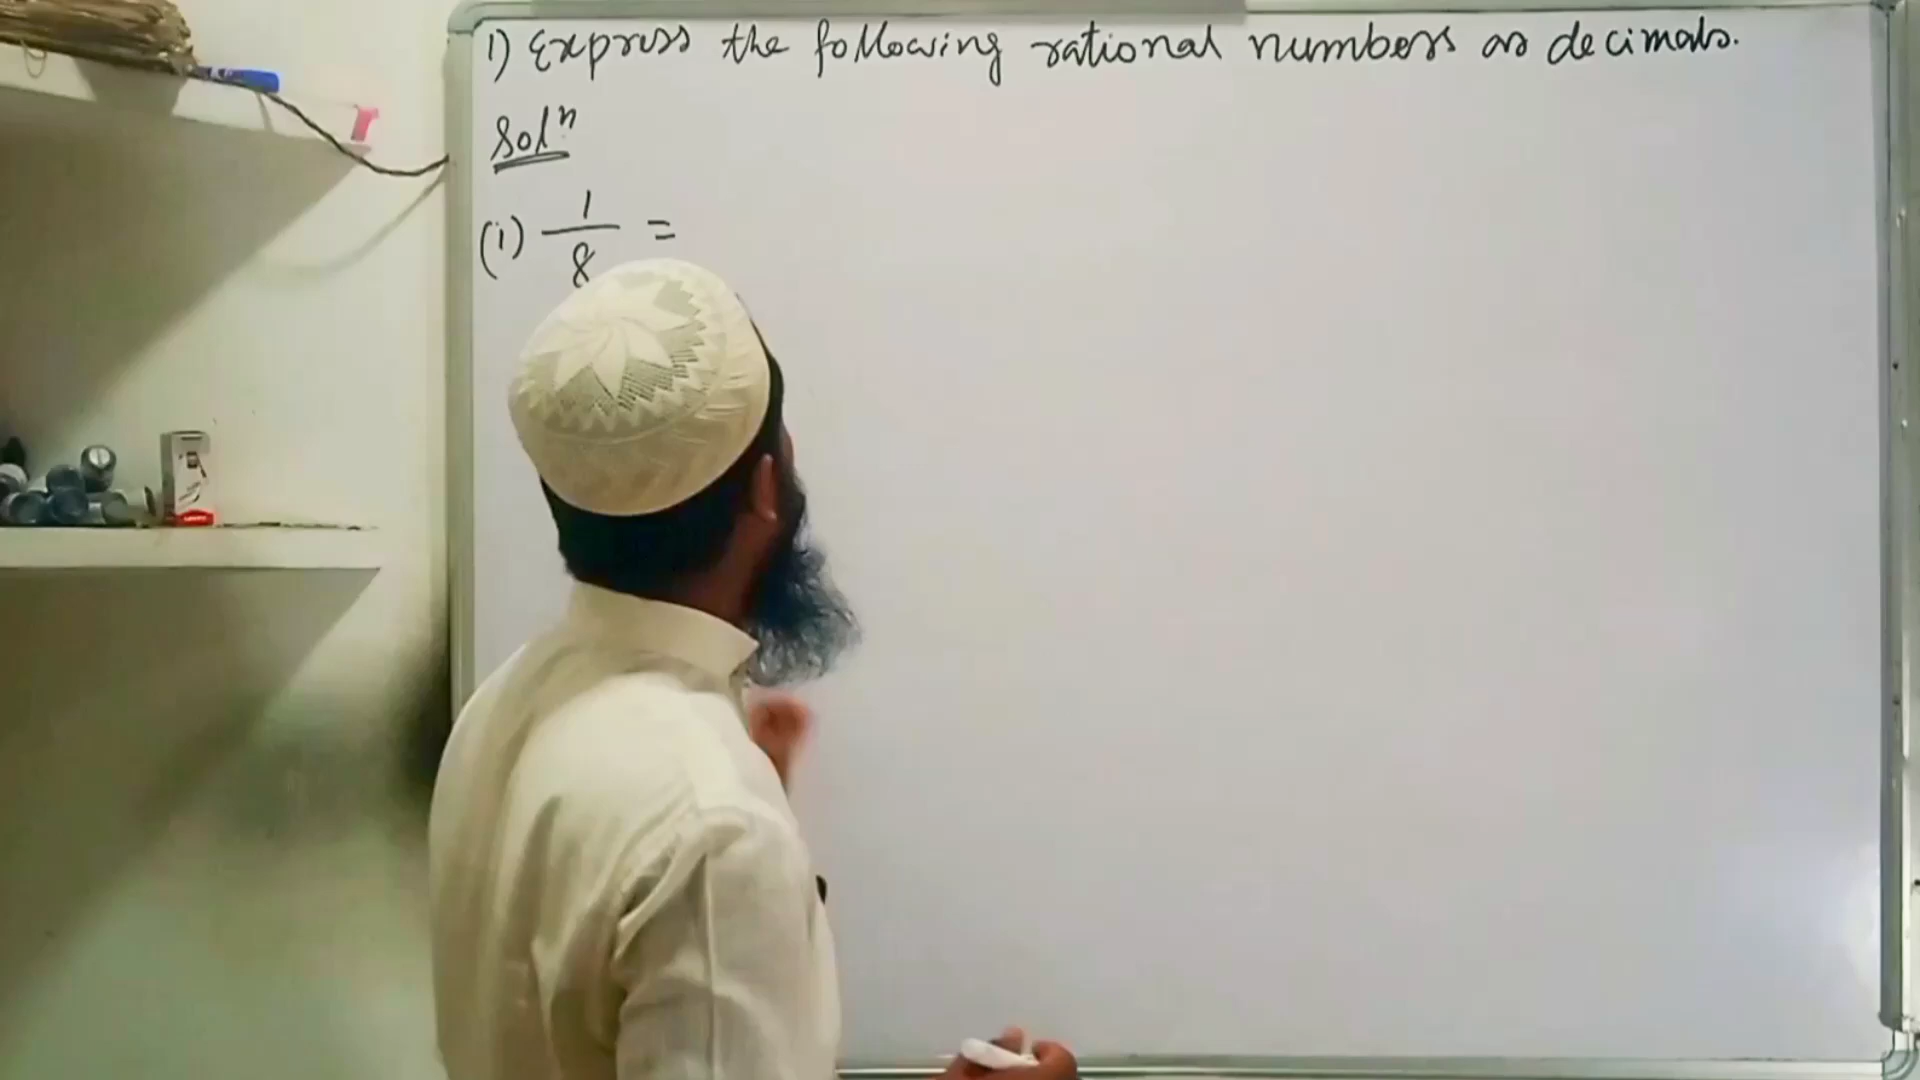 1) Express the following rational numbers as decimals.
Solⁿ
(i) 1/8 =